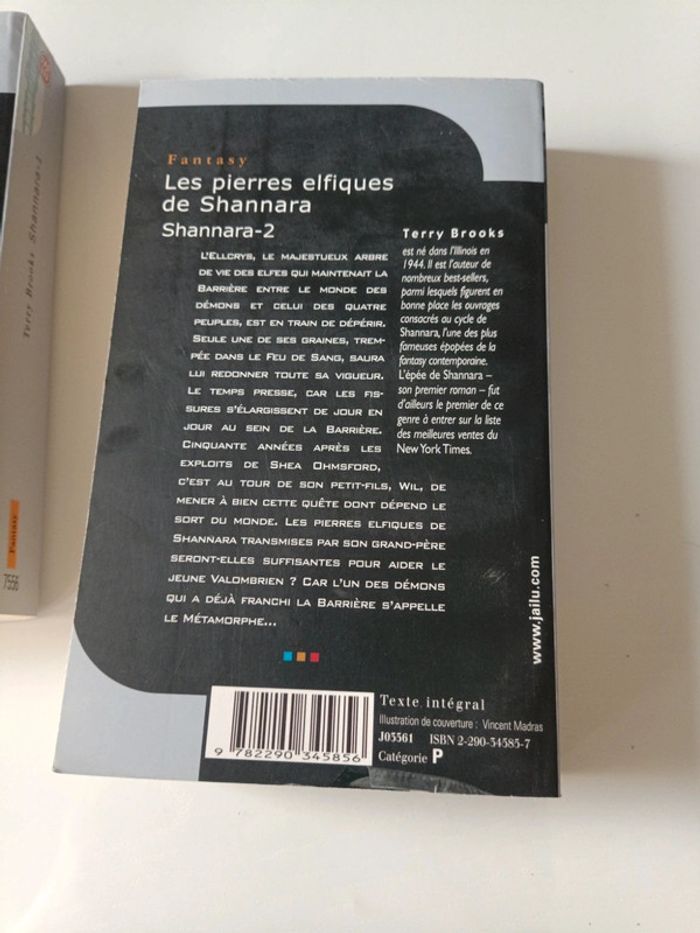 Fantasy
Les pierres elfiques
de Shannara
Shannara-2
L'Ellcrys, le majestueux arbre
de vie des elfes qui maintenait la
Barrière entre le monde des
démons et celui des quatre
peuples, est en train de dépérir.
Seule une de ses graines, trem-
pée dans le Feu de Sang, saura
lui redonner toute sa vigueur.
Le temps presse, car les fis-
sures s'élargissent de jour en
jour au sein de la Barrière.
Cinquante années après les
exploits de Shea Ohmsford,
c'est au tour de son petit-fils, Wil, de
mener à bien cette quête dont dépend le
sort du monde. Les pierres elfiques de
Shannara transmises par son grand-père
seront-elles suffisantes pour aider le
jeune Valombrien ? Car l'un des démons
qui a déjà franchi la Barrière s'appelle
le Métamorphe...
Terry Brooks
est né dans l'Illinois en
1944. Il est l'auteur de
nombreux best-sellers,
parmi lesquels figurent en
bonne place les ouvrages
consacrés au cycle de
Shannara, l'une des plus
fameuses épopées de la
fantasy contemporaine.
L'épée de Shannara –
son premier roman – fut
d'ailleurs le premier de ce
genre à entrer sur la liste
des meilleures ventes du
New York Times.
www.jailu.com
9 782290 345856
Texte intégral
Illustration de couverture : Vincent Madras
J03561 ISBN 2-290-34585-7
Catégorie P
Terry Brooks Shannara-1
Fantasy
7556